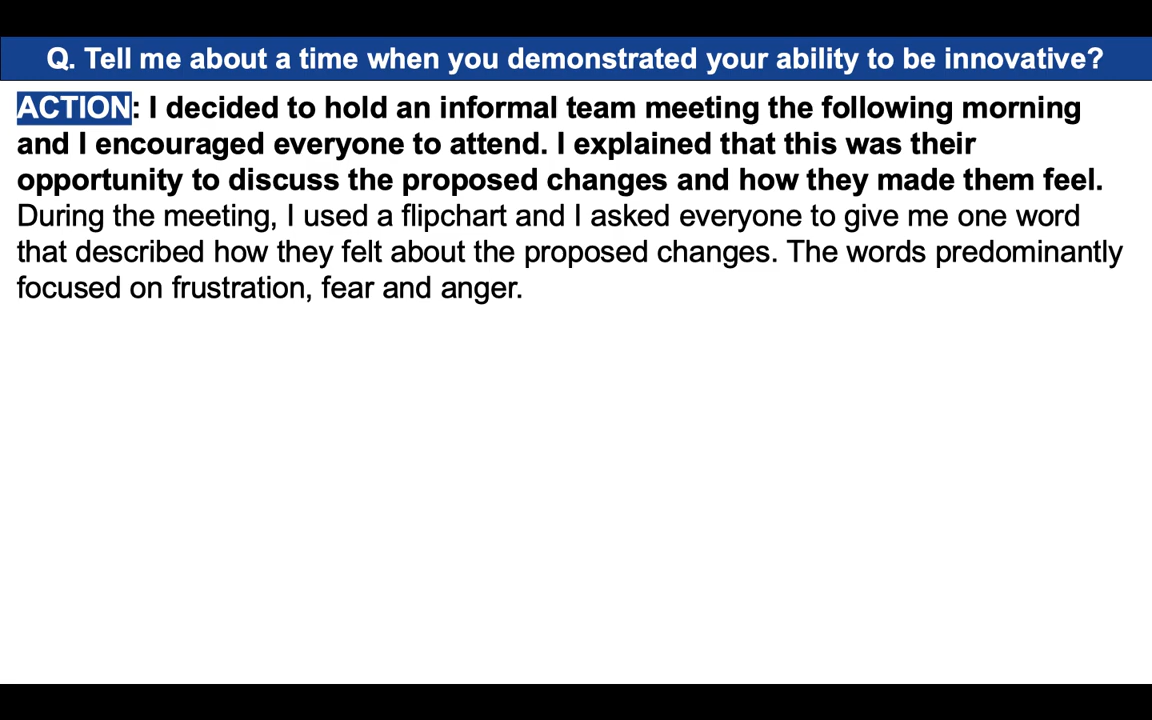 Q. Tell me about a time when you demonstrated your ability to be innovative?
ACTION: I decided to hold an informal team meeting the following morning
and I encouraged everyone to attend. I explained that this was their
opportunity to discuss the proposed changes and how they made them feel.
During the meeting, I used a flipchart and I asked everyone to give me one word
that described how they felt about the proposed changes. The words predominantly
focused on frustration, fear and anger.